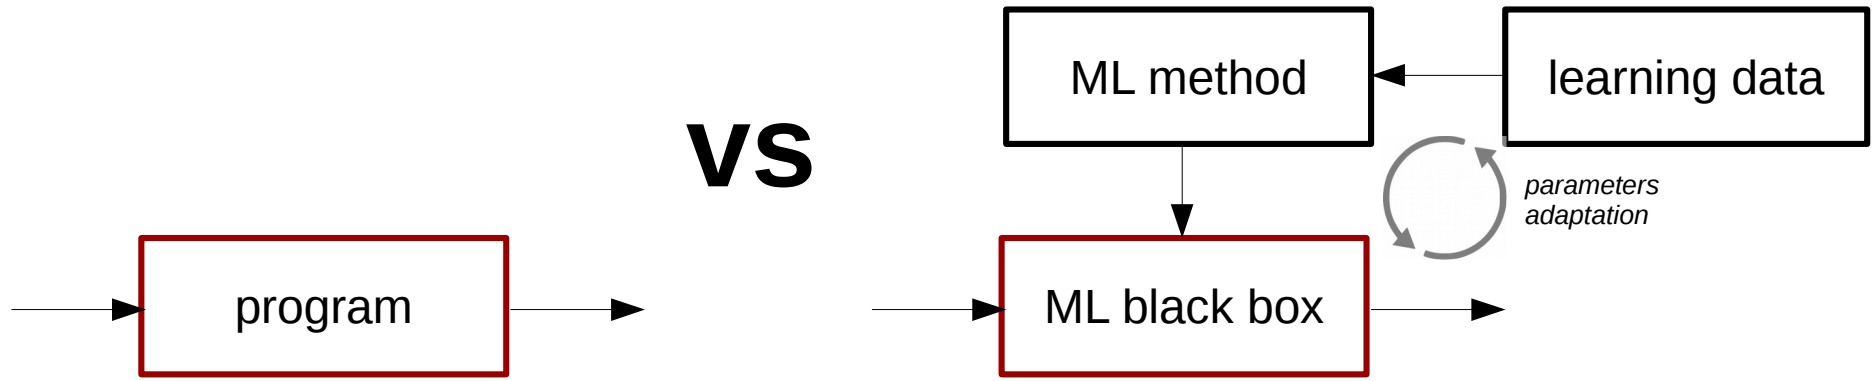 program
vs
ML method
learning data
parameters
adaptation
ML black box